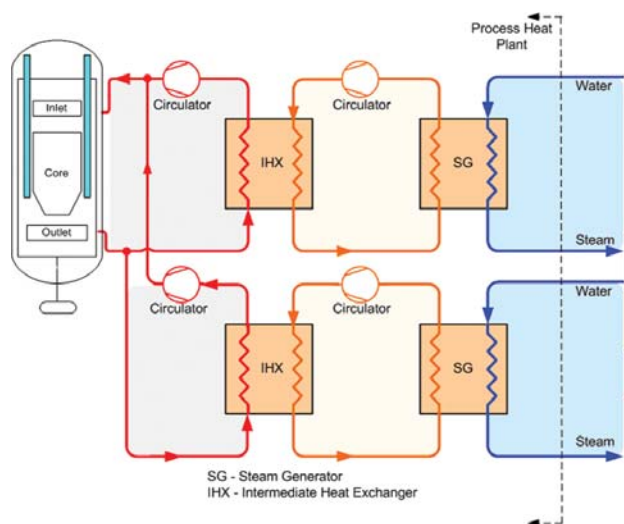 Process Heat
Plant
Circulator
Circulator
Water
Inlet
Core
Outlet
IHX
SG
Steam
Circulator
Circulator
Water
IHX
SG
Steam
SG - Steam Generator
IHX - Intermediate Heat Exchanger